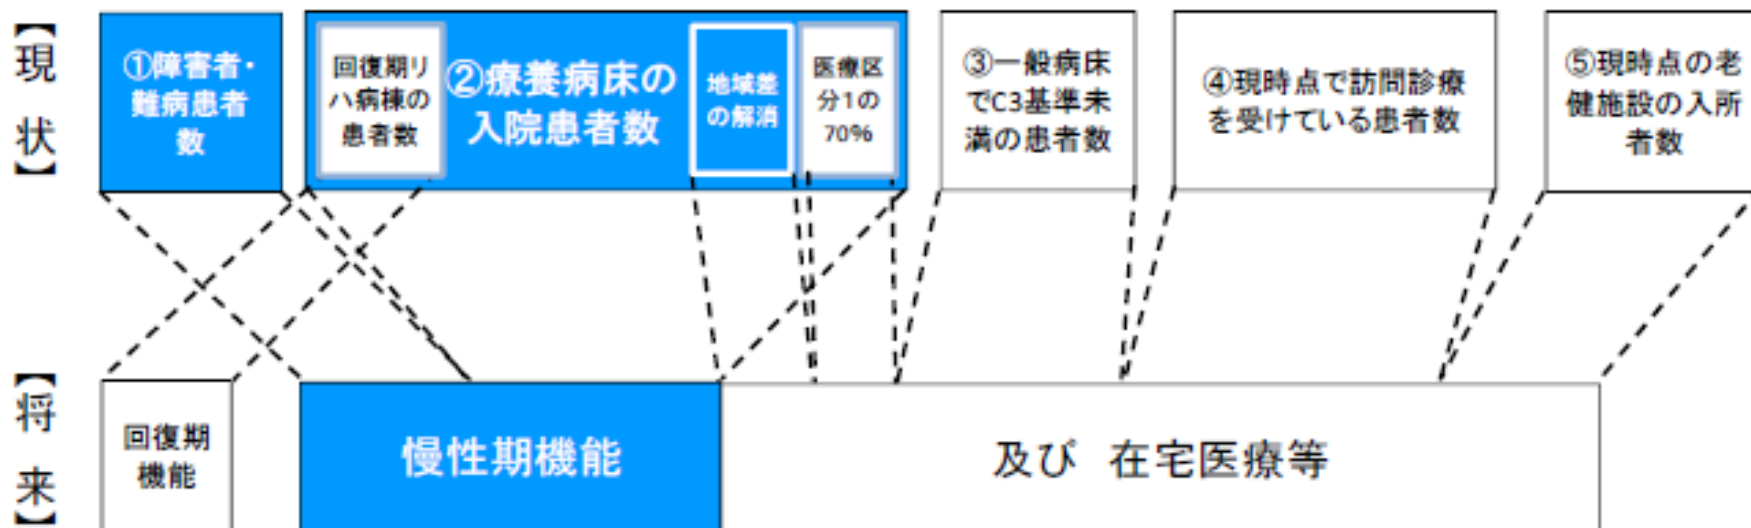 【現状】
①障害者・
難病患者
数
回復期リ
ハ病棟の
患者数
②療養病床の
入院患者数
地域差
の解消
医療区
分1の
70%
③一般病床
でC3基準未
満の患者数
④現時点で訪問診療
を受けている患者数
⑤現時点の老
健施設の入所
者数
【将来】
回復期
機能
慢性期機能
及び 在宅医療等